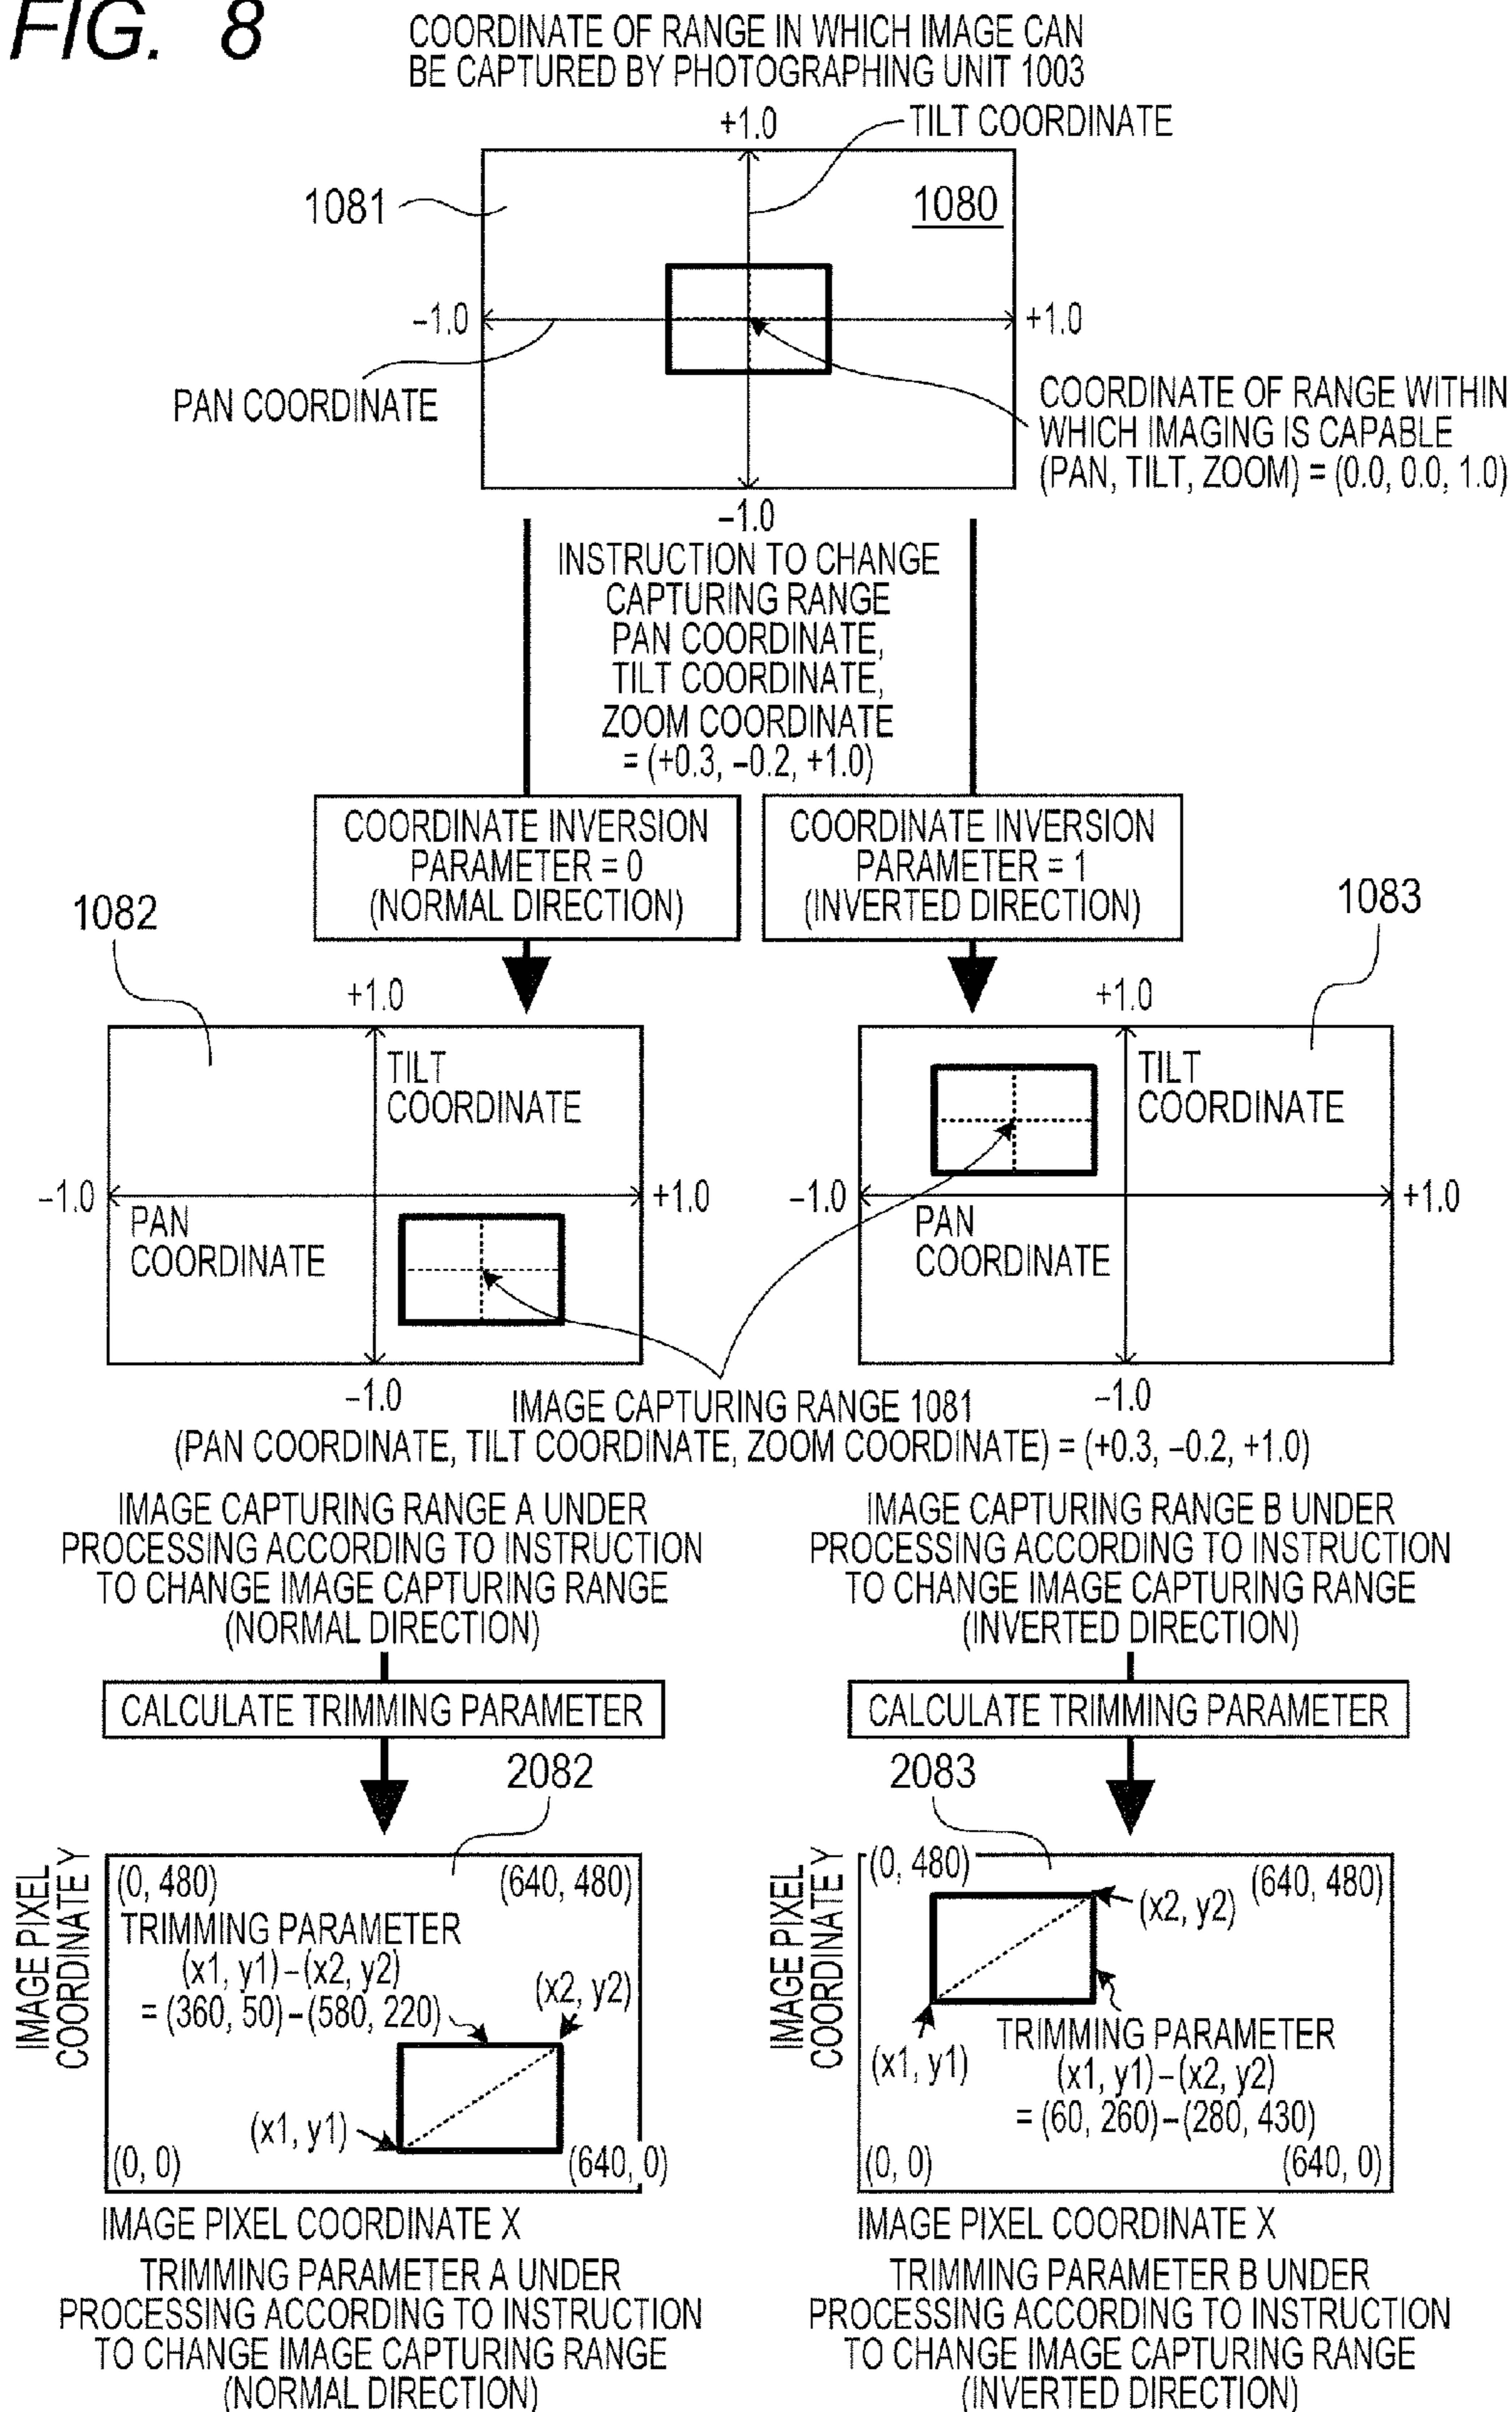 FIG. 8
COORDINATE OF RANGE IN WHICH IMAGE CAN
BE CAPTURED BY PHOTOGRAPHING UNIT 1003
+1.0
TILT COORDINATE
1081
1080
−1.0
+1.0
PAN COORDINATE
COORDINATE OF RANGE WITHIN
WHICH IMAGING IS CAPABLE
(PAN, TILT, ZOOM) = (0.0, 0.0, 1.0)
−1.0
INSTRUCTION TO CHANGE
CAPTURING RANGE
PAN COORDINATE,
TILT COORDINATE,
ZOOM COORDINATE
= (+0.3, −0.2, +1.0)
COORDINATE INVERSION
PARAMETER = 0
(NORMAL DIRECTION)
COORDINATE INVERSION
PARAMETER = 1
(INVERTED DIRECTION)
1082
+1.0
TILT
COORDINATE
−1.0
+1.0
PAN
COORDINATE
−1.0
1083
+1.0
TILT
COORDINATE
−1.0
+1.0
PAN
COORDINATE
−1.0
IMAGE CAPTURING RANGE 1081
(PAN COORDINATE, TILT COORDINATE, ZOOM COORDINATE) = (+0.3, −0.2, +1.0)
IMAGE CAPTURING RANGE A UNDER
PROCESSING ACCORDING TO INSTRUCTION
TO CHANGE IMAGE CAPTURING RANGE
(NORMAL DIRECTION)
IMAGE CAPTURING RANGE B UNDER
PROCESSING ACCORDING TO INSTRUCTION
TO CHANGE IMAGE CAPTURING RANGE
(INVERTED DIRECTION)
CALCULATE TRIMMING PARAMETER
CALCULATE TRIMMING PARAMETER
2082
IMAGE PIXEL
COORDINATE Y
(0, 480)
(640, 480)
TRIMMING PARAMETER
(x1, y1)−(x2, y2)
= (360, 50)−(580, 220)
(x2, y2)
(x1, y1)
(0, 0)
(640, 0)
IMAGE PIXEL COORDINATE X
TRIMMING PARAMETER A UNDER
PROCESSING ACCORDING TO INSTRUCTION
TO CHANGE IMAGE CAPTURING RANGE
(NORMAL DIRECTION)
2083
IMAGE PIXEL
COORDINATE Y
(0, 480)
(640, 480)
(x2, y2)
(x1, y1)
TRIMMING PARAMETER
(x1, y1)−(x2, y2)
= (60, 260)−(280, 430)
(0, 0)
(640, 0)
IMAGE PIXEL COORDINATE X
TRIMMING PARAMETER B UNDER
PROCESSING ACCORDING TO INSTRUCTION
TO CHANGE IMAGE CAPTURING RANGE
(INVERTED DIRECTION)